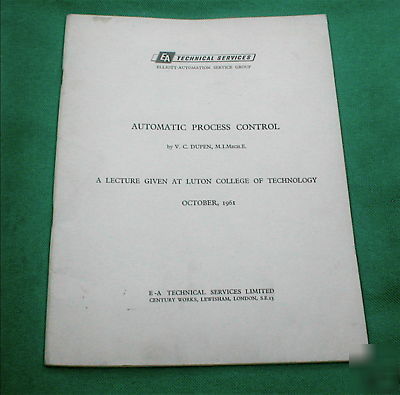 EA TECHNICAL SERVICES
ELLIOTT-AUTOMATION SERVICE GROUP
AUTOMATIC PROCESS CONTROL
by V. C. DUPEN, M.I.Mech.E.
A LECTURE GIVEN AT LUTON COLLEGE OF TECHNOLOGY
OCTOBER, 1961
E-A TECHNICAL SERVICES LIMITED
CENTURY WORKS, LEWISHAM, LONDON, S.E.13